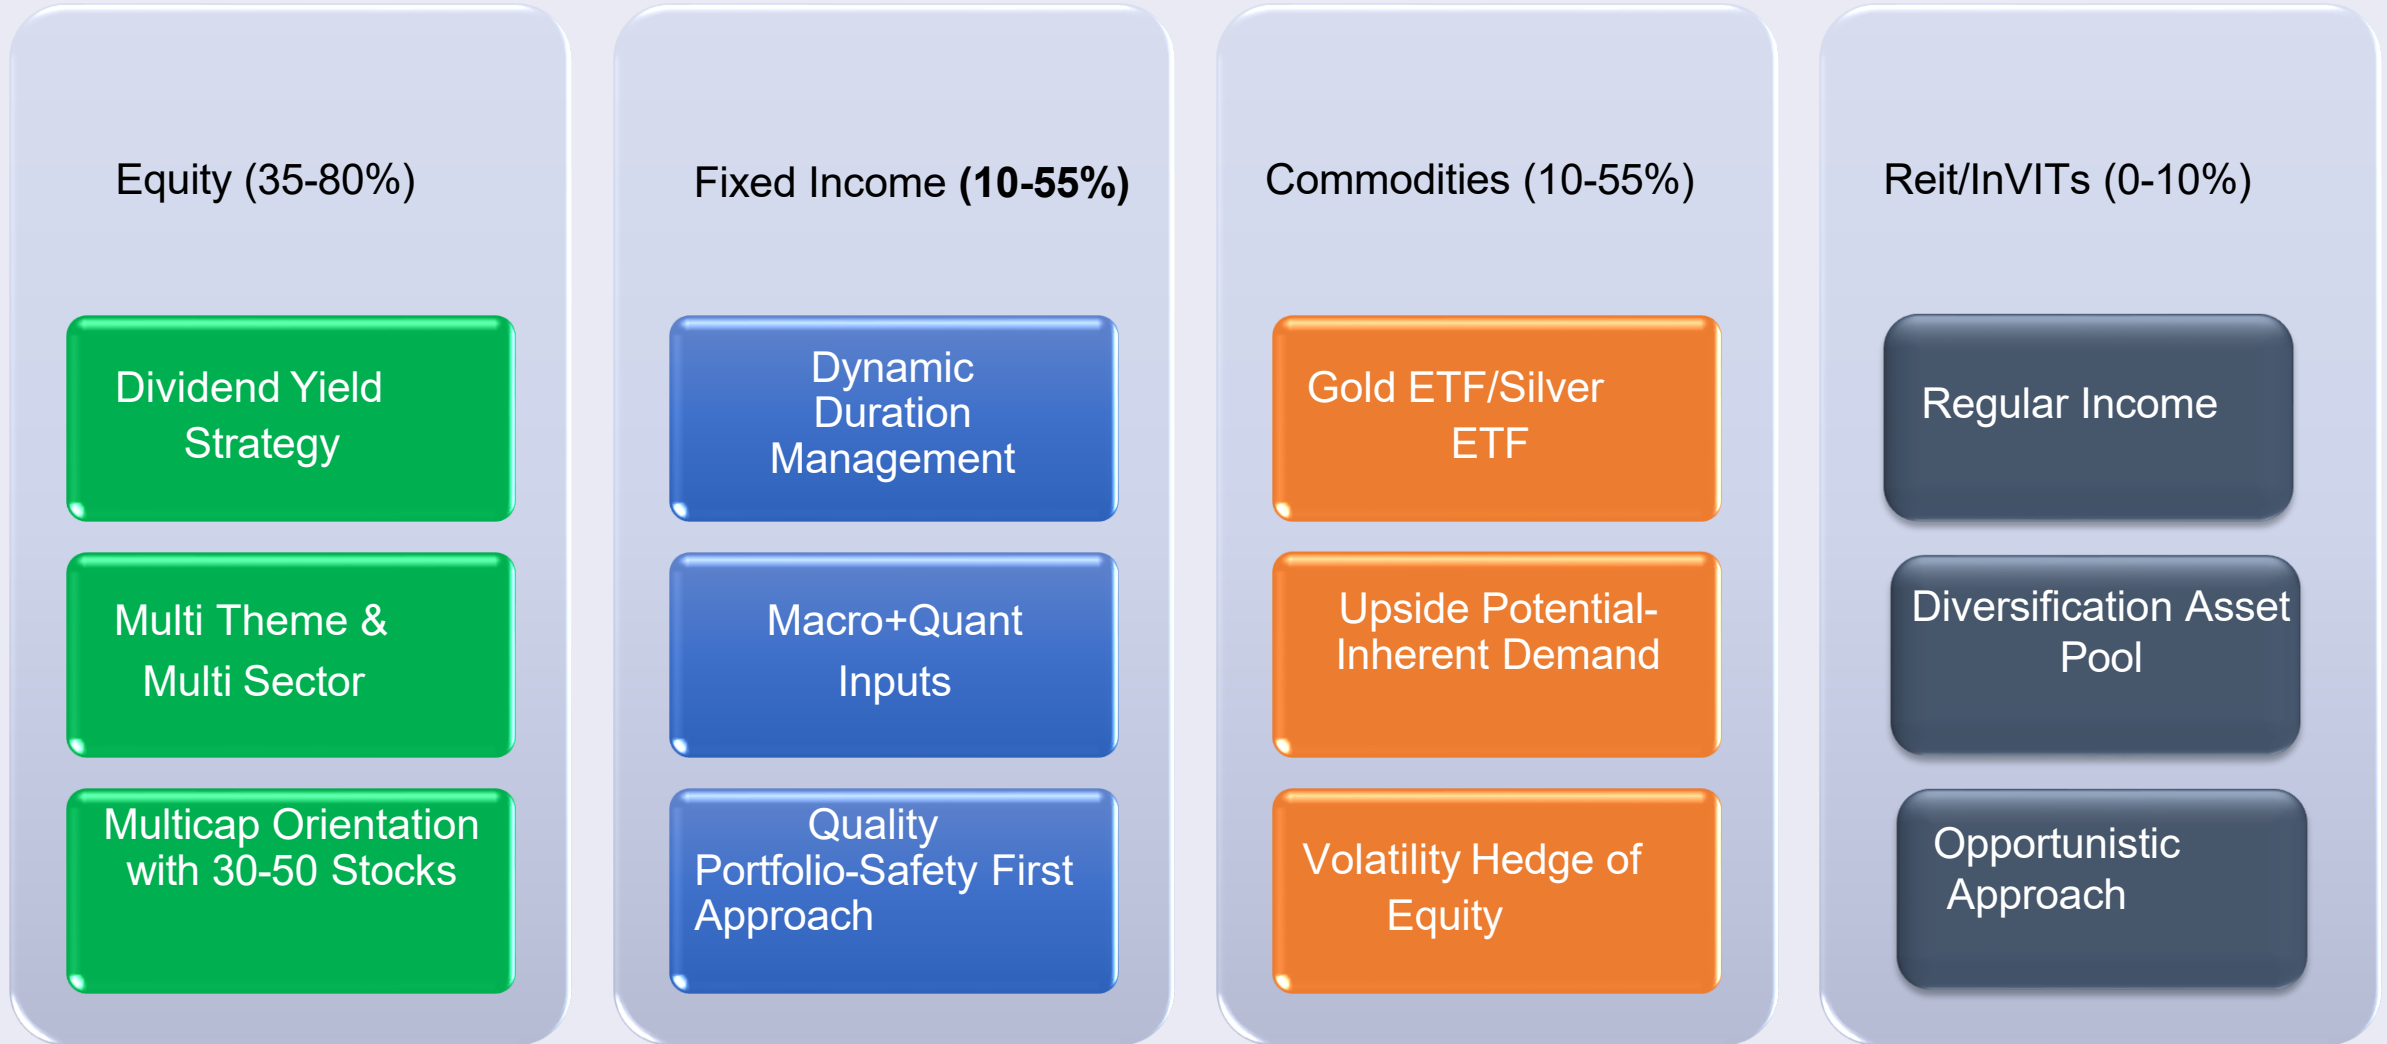 Equity (35-80%)
Dividend Yield
Strategy
Multi Theme &
Multi Sector
Multicap Orientation
with 30-50 Stocks
Fixed Income (10-55%)
Dynamic
Duration
Management
Macro+Quant
Inputs
Quality
Portfolio-Safety First
Approach
Commodities (10-55%)
Gold ETF/Silver
ETF
Upside Potential-
Inherent Demand
Volatility Hedge of
Equity
Reit/InVITs (0-10%)
Regular Income
Diversification Asset
Pool
Opportunistic
Approach